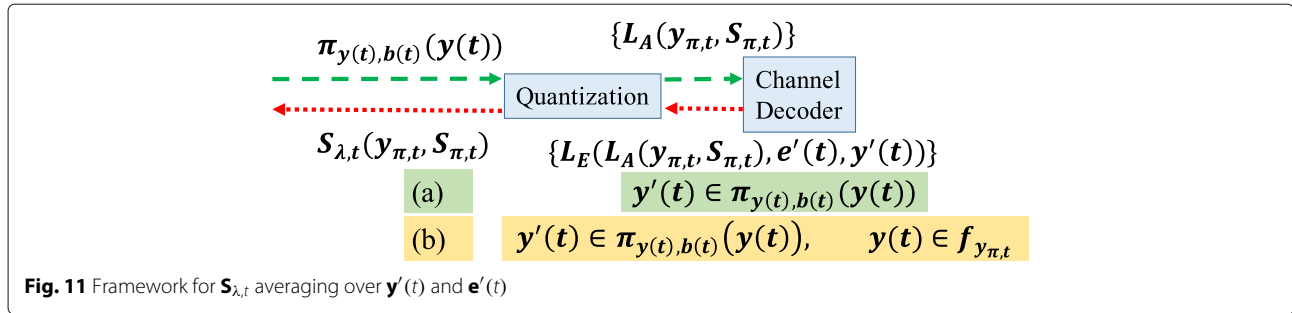 π_{y(t),b(t)}(y(t))
{L_A(y_{π,t}, S_{π,t})}
Quantization
Channel
Decoder
S_{λ,t}(y_{π,t}, S_{π,t})
{L_E(L_A(y_{π,t}, S_{π,t}), e′(t), y′(t))}
(a) y′(t) ∈ π_{y(t),b(t)}(y(t))
(b) y′(t) ∈ π_{y(t),b(t)}(y(t)), y(t) ∈ f_{y_{π,t}}
Fig. 11 Framework for S_{λ,t} averaging over y′(t) and e′(t)